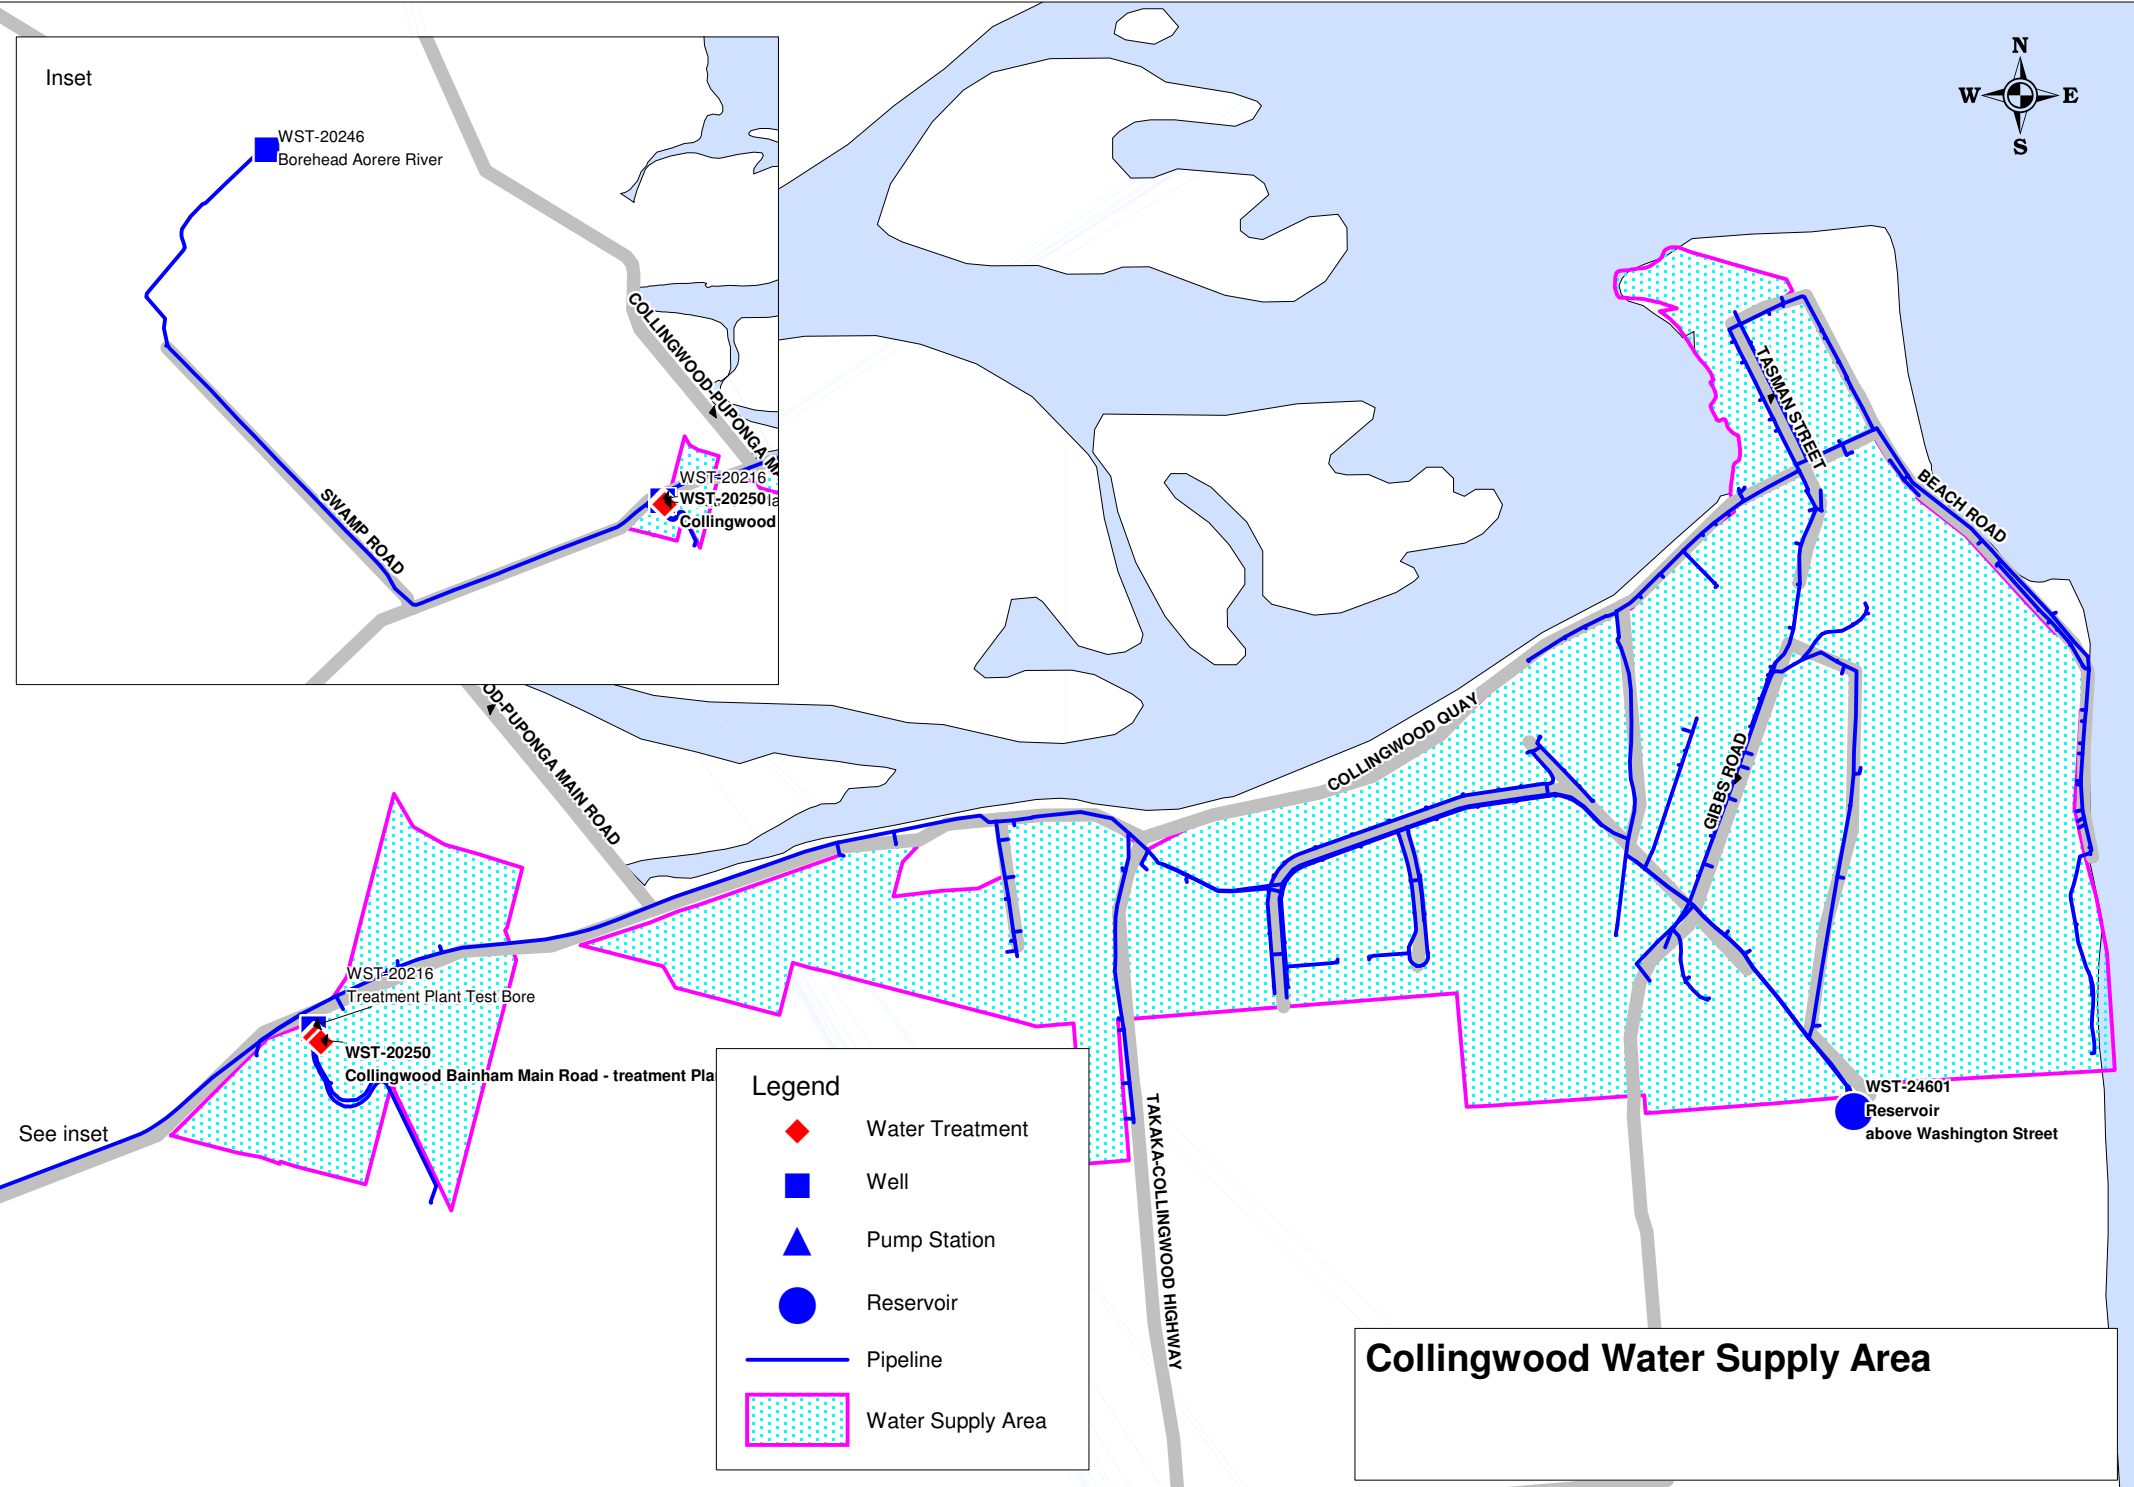 Inset
WST-20246
Borehead Aorere River
COLLINGWOOD-PUPONGA MA
SWAMP ROAD
WST-20216
WST-20250
Collingwood
N
W
E
S
TASMAN STREET
BEACH ROAD
COLLINGWOOD QUAY
GIBBS ROAD
OD-PUPONGA MAIN ROAD
WST-20216
Treatment Plant Test Bore
WST-20250
Collingwood Bainham Main Road - treatment Pla
See inset
TAKAKA-COLLINGWOOD HIGHWAY
WST-24601
Reservoir
above Washington Street
Legend
Water Treatment
Well
Pump Station
Reservoir
Pipeline
Water Supply Area
Collingwood Water Supply Area